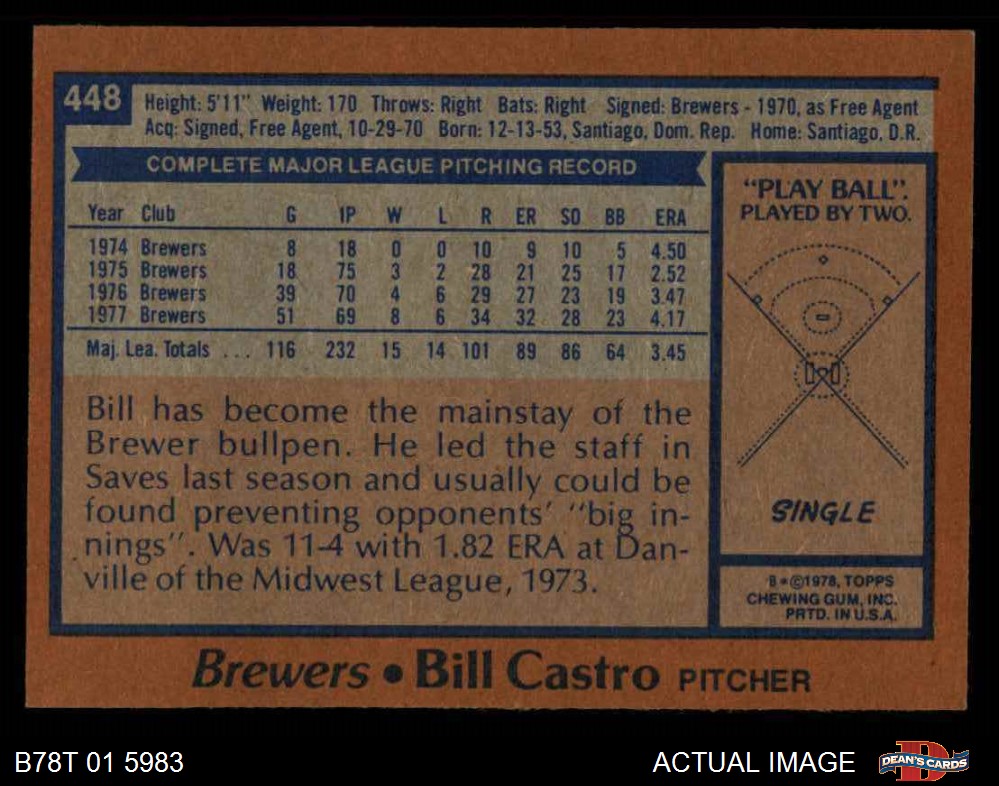 448
Height: 5'11" Weight: 170 Throws: Right Bats: Right Signed: Brewers - 1970, as Free Agent
Acq: Signed, Free Agent, 10-29-70 Born: 12-13-53, Santiago, Dom. Rep. Home: Santiago, D.R.
COMPLETE MAJOR LEAGUE PITCHING RECORD
Year Club G IP W L R ER SO BB ERA
1974 Brewers 8 18 0 0 10 9 10 5 4.50
1975 Brewers 18 75 3 2 28 21 25 17 2.52
1976 Brewers 39 70 4 6 29 27 23 19 3.47
1977 Brewers 51 69 8 6 34 32 28 23 4.17
Maj. Lea. Totals ... 116 232 15 14 101 89 86 64 3.45
Bill has become the mainstay of the
Brewer bullpen. He led the staff in
Saves last season and usually could be
found preventing opponents' "big in-
nings". Was 11-4 with 1.82 ERA at Dan-
ville of the Midwest League, 1973.
"PLAY BALL".
PLAYED BY TWO.
SINGLE
B•©1978, TOPPS
CHEWING GUM, INC.
PRTD. IN U.S.A.
Brewers • Bill Castro PITCHER
B78T 01 5983
ACTUAL IMAGE
D
DEAN'S CARDS